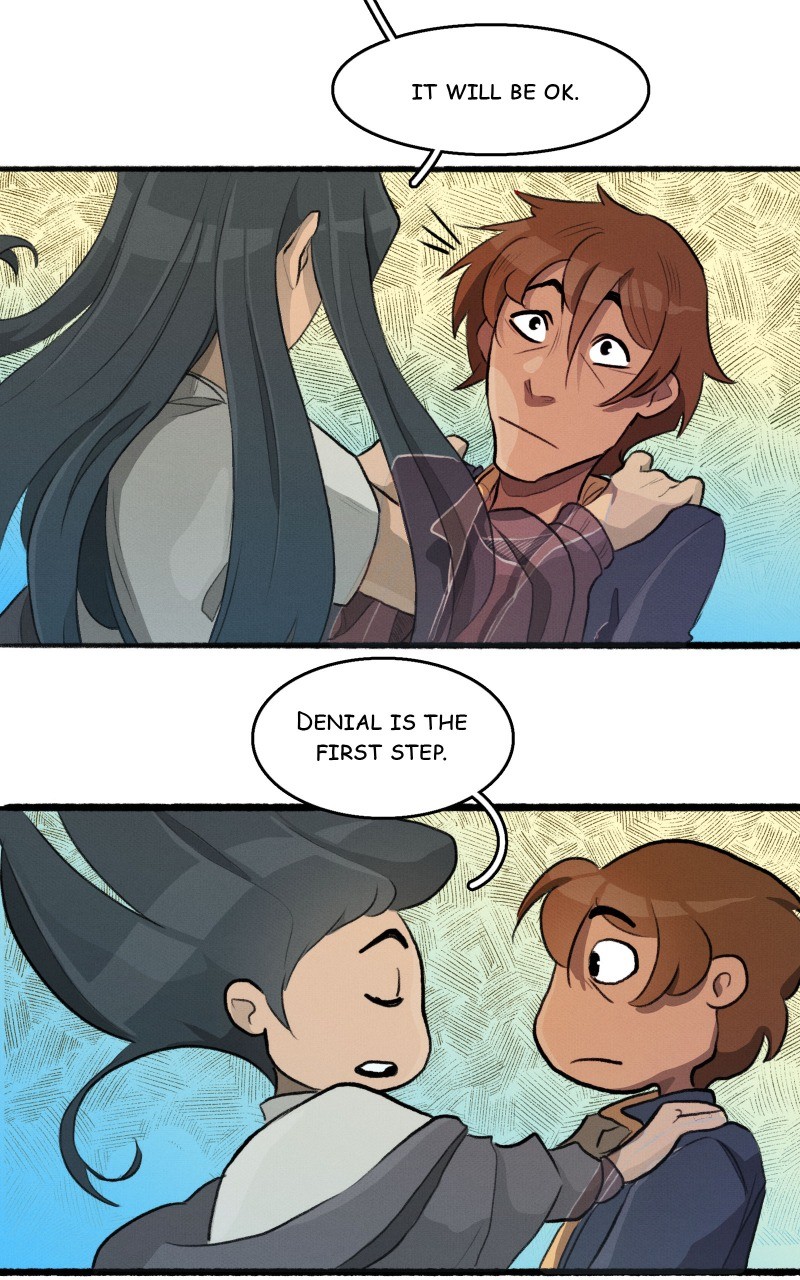 IT WILL BE OK.
DENIAL IS THE
FIRST STEP.